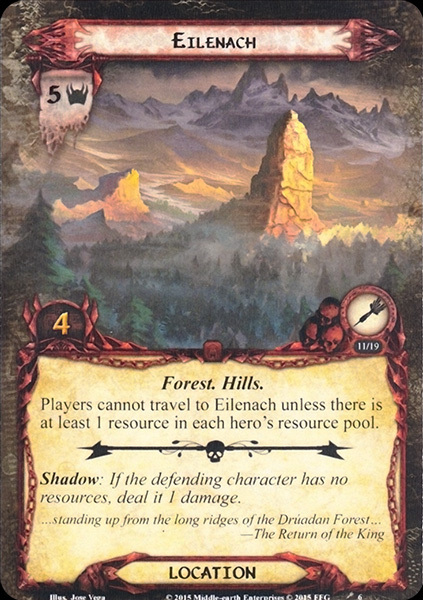 EILENACH
5
4
11/19
Forest. Hills.
Players cannot travel to Eilenach unless there is
at least 1 resource in each hero's resource pool.
Shadow: If the defending character has no
resources, deal it 1 damage.
...standing up from the long ridges of the Drúadan Forest...
—The Return of the King
LOCATION
Illus. Jose Vega © 2015 Middle-earth Enterprises © 2015 FFG 6